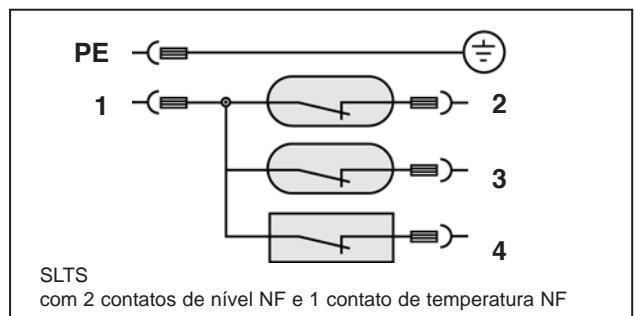 PE
1
2
3
4
SLTS
com 2 contatos de nível NF e 1 contato de temperatura NF